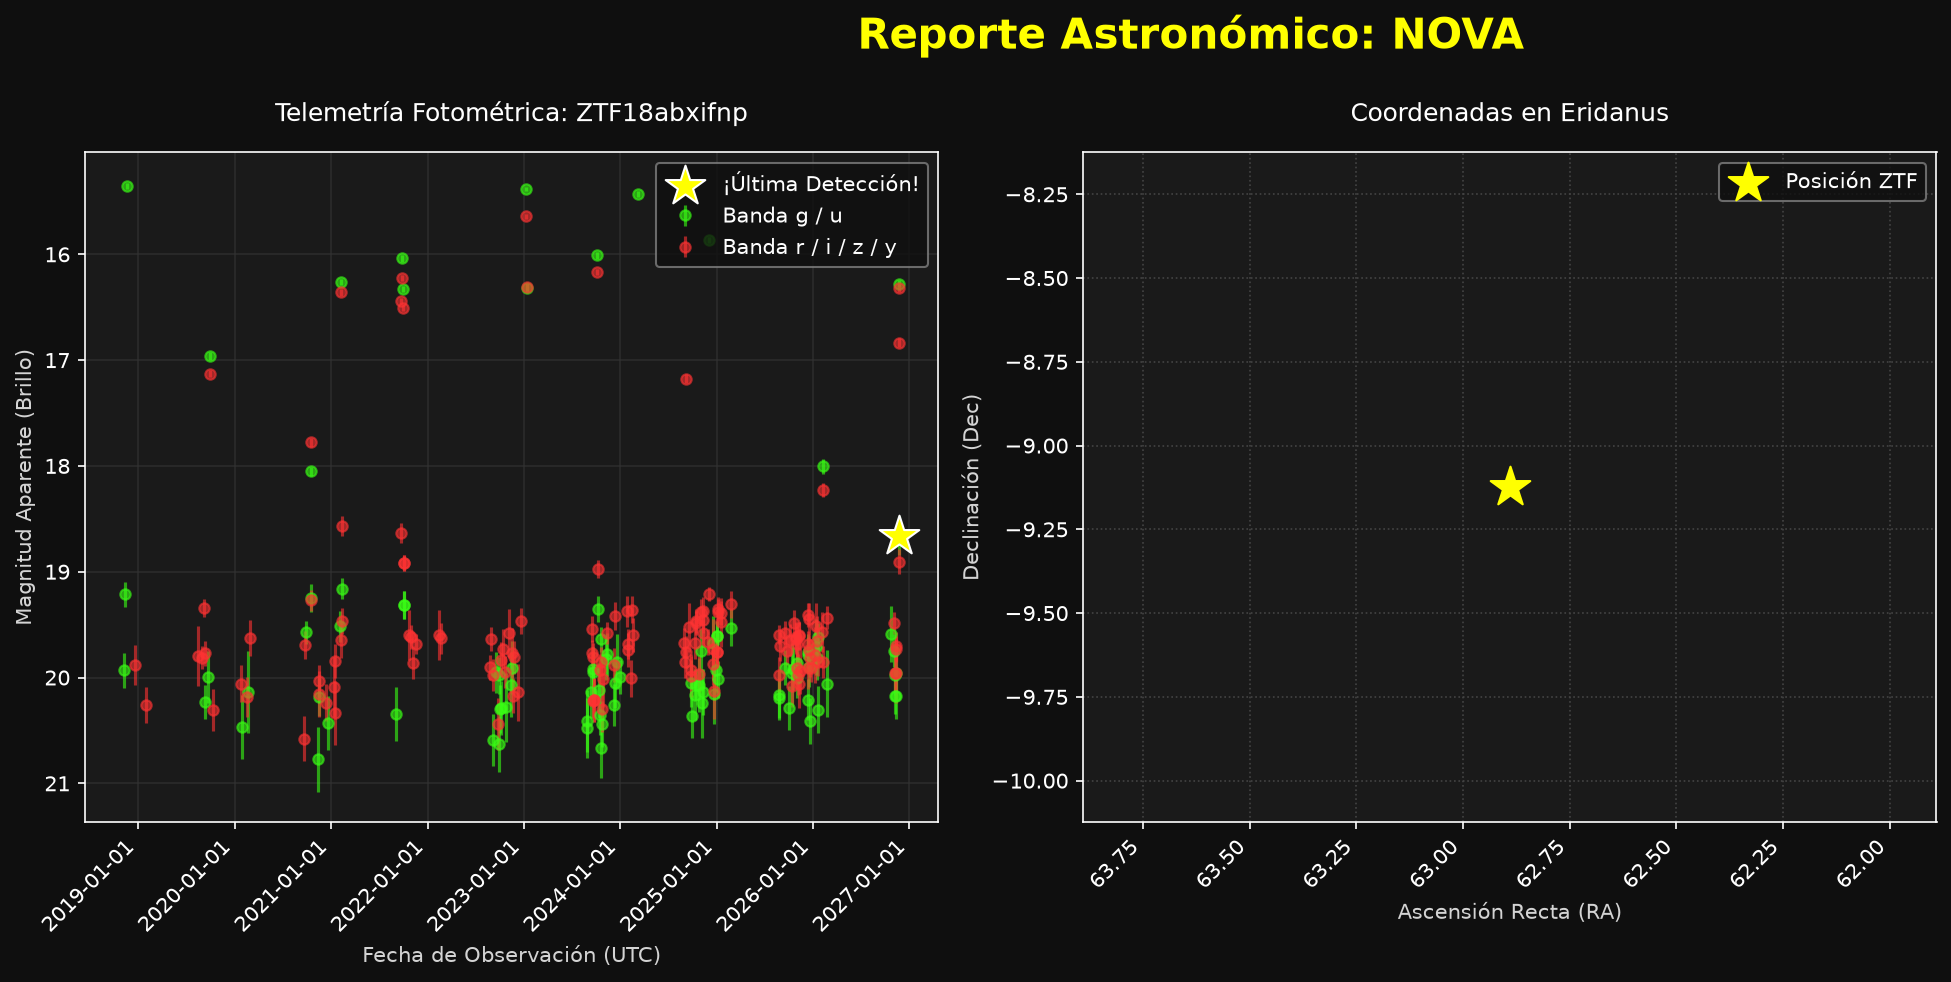 Reporte Astronómico: NOVA
Telemetría Fotométrica: ZTF18abxifnp
¡Última Detección!
Banda g / u
Banda r / i / z / y
Magnitud Aparente (Brillo)
16
17
18
19
20
21
2019-01-01
2020-01-01
2021-01-01
2022-01-01
2023-01-01
2024-01-01
2025-01-01
2026-01-01
2027-01-01
Fecha de Observación (UTC)
Coordenadas en Eridanus
Posición ZTF
Declinación (Dec)
−8.25
−8.50
−8.75
−9.00
−9.25
−9.50
−9.75
−10.00
63.75
63.50
63.25
63.00
62.75
62.50
62.25
62.00
Ascensión Recta (RA)